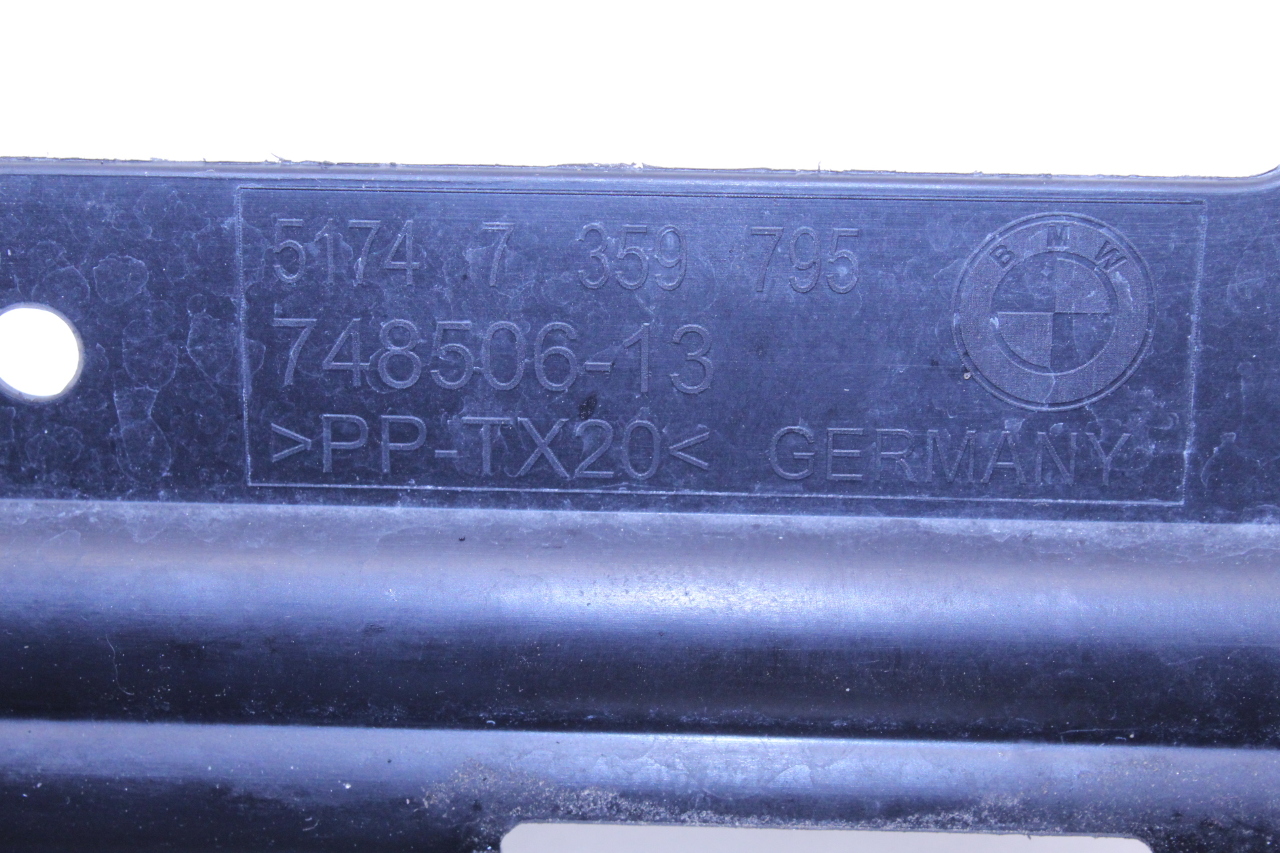 5174 7 359 795
BMW
748506-13
>PP-TX20< GERMANY